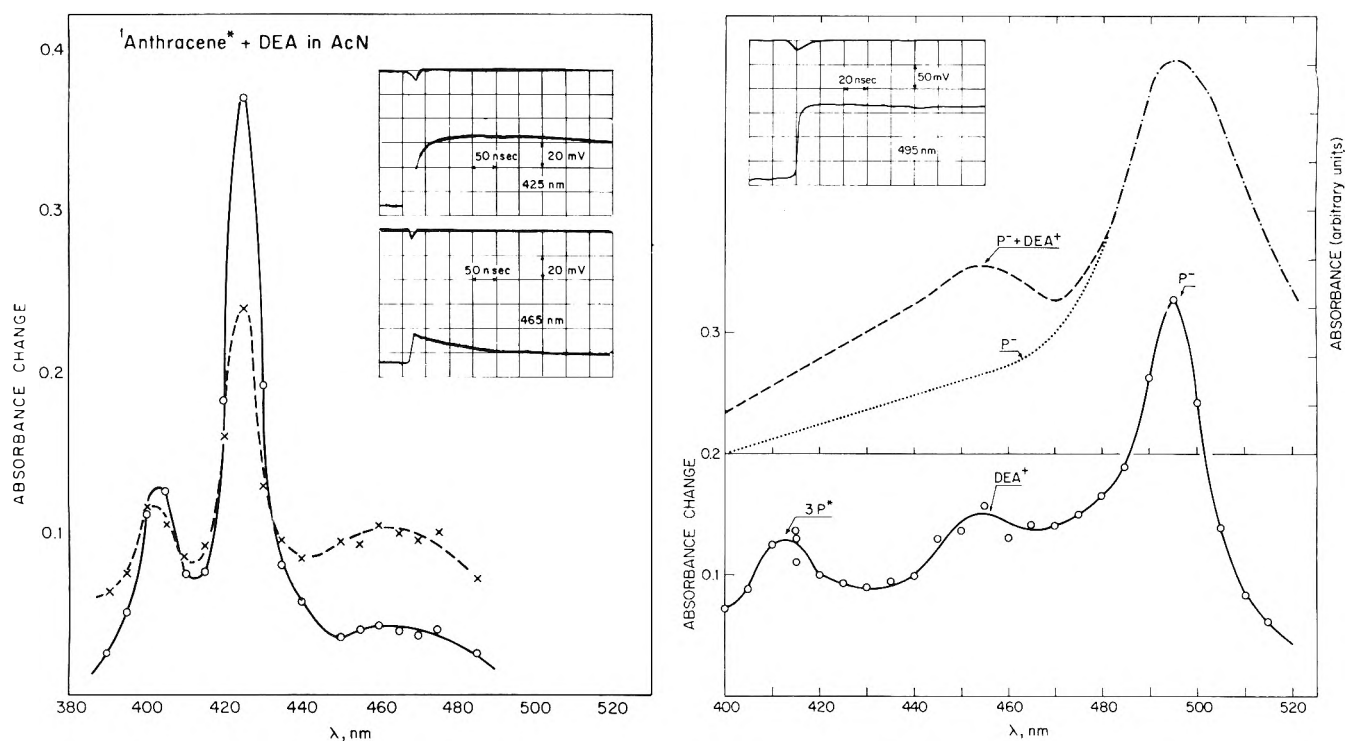 ¹Anthracene* + DEA in AcN
0.4
0.3
0.2
0.1
ABSORBANCE CHANGE
50 nsec
20 mV
425 nm
50 nsec
20 mV
465 nm
380
400
420
440
460
480
500
520
λ, nm
20 nsec
50 mV
495 nm
P⁻ + DEA⁺
P⁻
P⁻
DEA⁺
3P*
0.3
0.2
0.1
ABSORBANCE CHANGE
ABSORBANCE (arbitrary units)
400
420
440
460
480
500
520
λ, nm